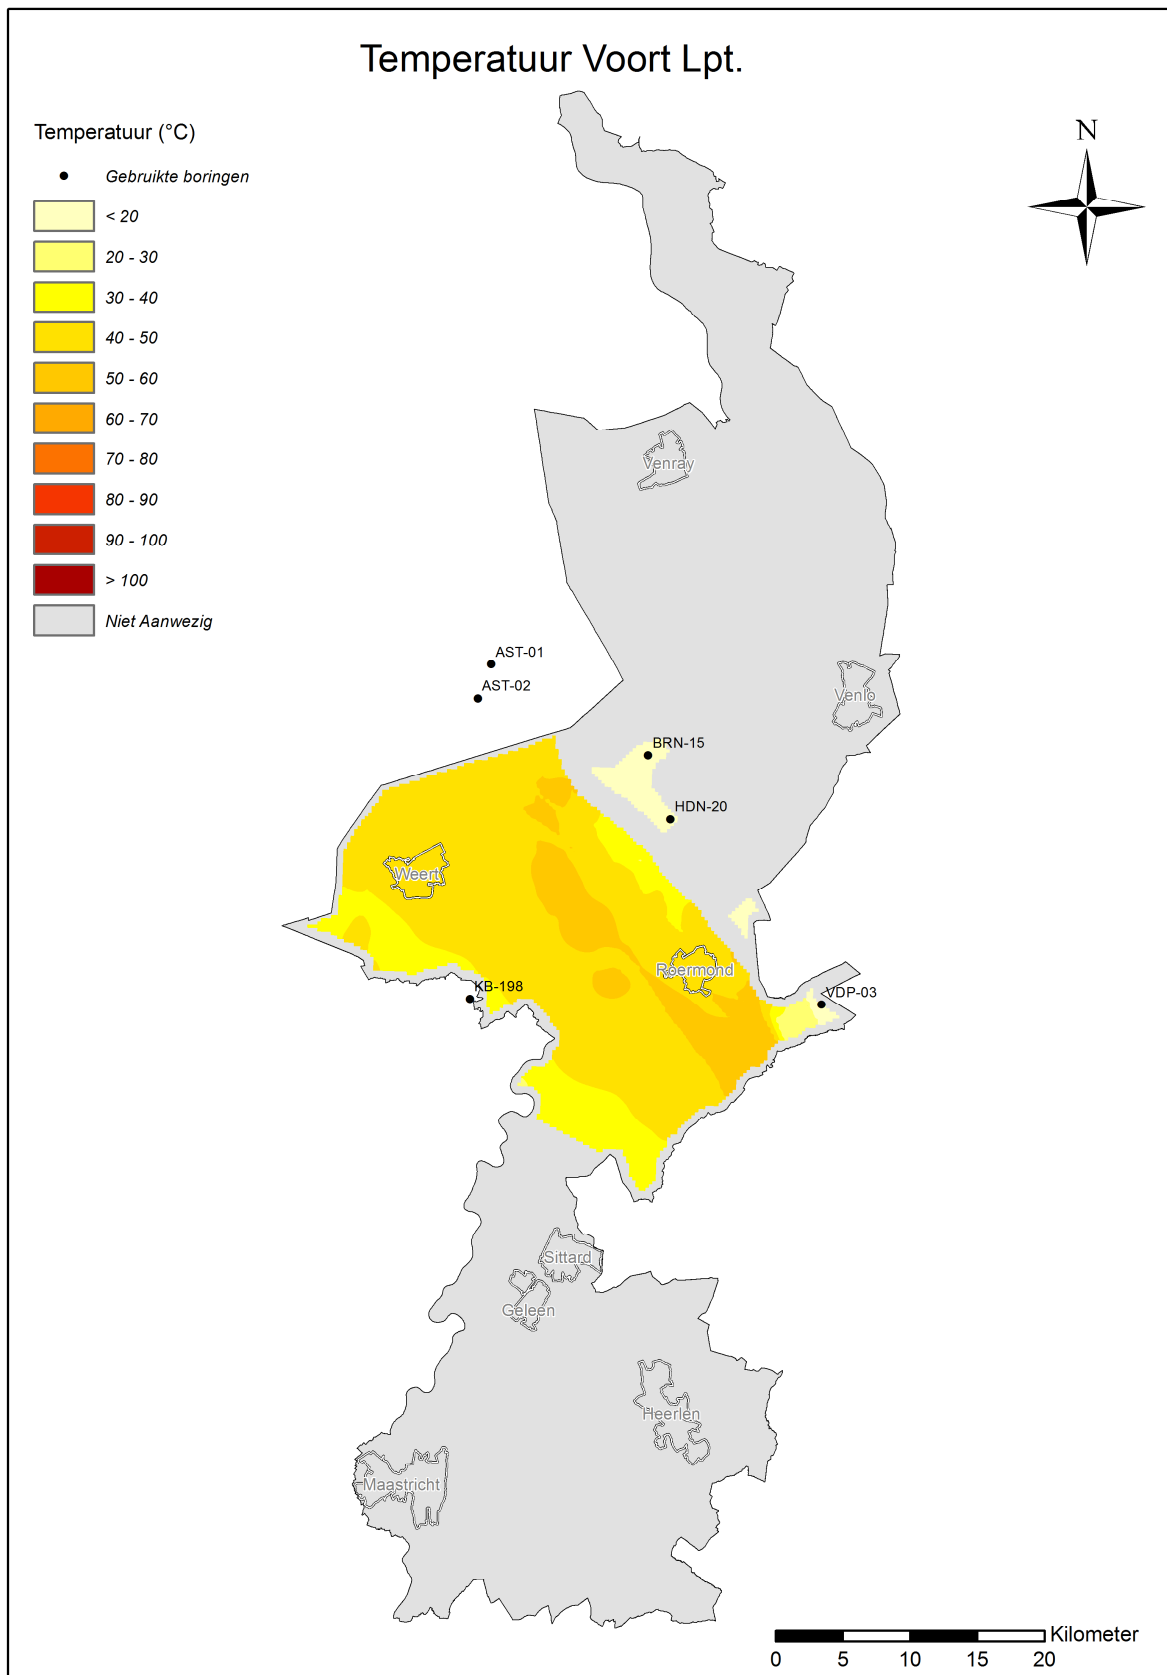 Temperatuur Voort Lpt.
Temperatuur (°C)
Gebruikte boringen
< 20
20 - 30
30 - 40
40 - 50
50 - 60
60 - 70
70 - 80
80 - 90
90 - 100
> 100
Niet Aanwezig
N
Venray
AST-01
AST-02
Venlo
BRN-15
HDN-20
Weert
Roermond
KB-198
VDP-03
Sittard
Geleen
Heerlen
Maastricht
Kilometer
0 5 10 15 20